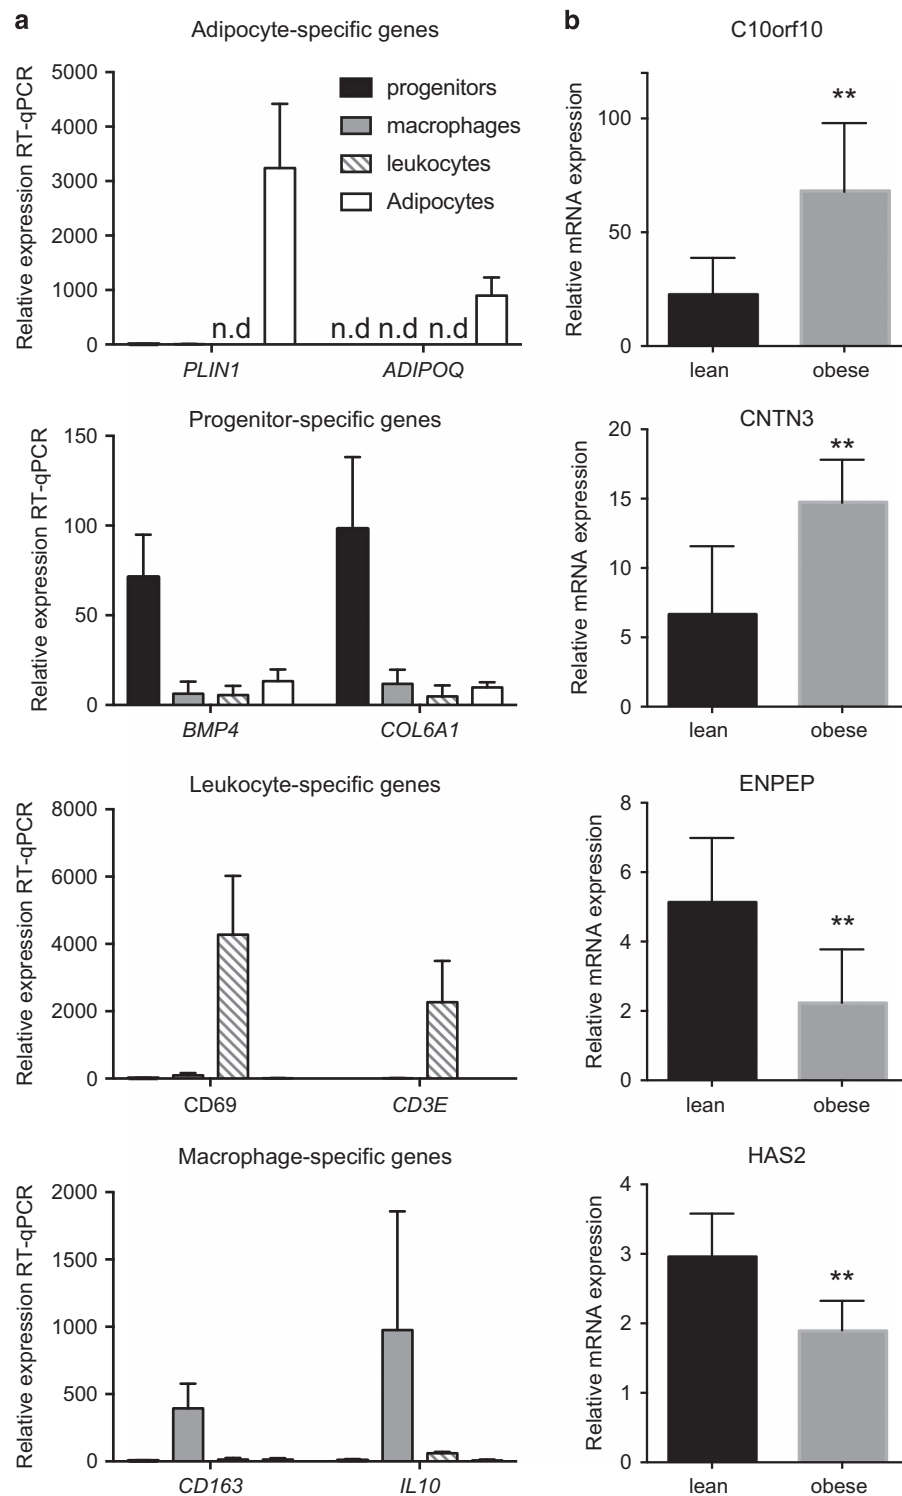 a
Adipocyte-specific genes
Relative expression RT-qPCR
5000
4000
3000
2000
1000
0
progenitors
macrophages
leukocytes
Adipocytes
n.d
n.d n.d n.d
PLIN1 ADIPOQ
Progenitor-specific genes
Relative expression RT-qPCR
150
100
50
0
BMP4 COL6A1
Leukocyte-specific genes
Relative expression RT-qPCR
8000
6000
4000
2000
0
CD69 CD3E
Macrophage-specific genes
Relative expression RT-qPCR
2000
1500
1000
500
0
CD163 IL10
b
C10orf10
Relative mRNA expression
100
50
0
**
lean obese
CNTN3
Relative mRNA expression
20
15
10
5
0
**
lean obese
ENPEP
Relative mRNA expression
8
6
4
2
0
**
lean obese
HAS2
Relative mRNA expression
4
3
2
1
0
**
lean obese